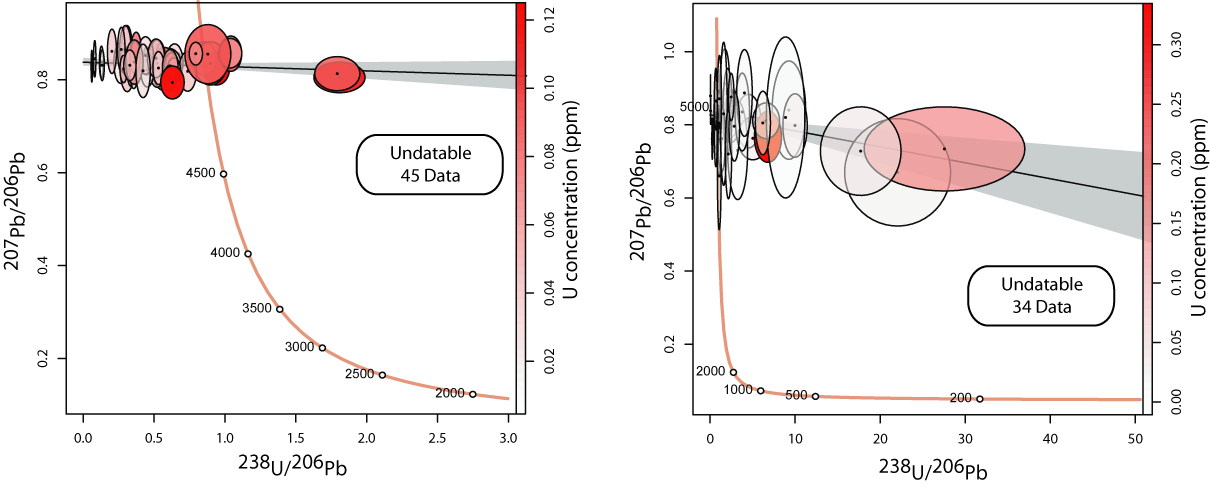 207Pb/206Pb
0.8
0.6
0.4
0.2
4500
4000
3500
3000
2500
2000
Undatable
45 Data
0.0 0.5 1.0 1.5 2.0 2.5 3.0
238U/206Pb
0.12
0.10
0.08
0.06
0.04
0.02
U concentration (ppm)
207Pb/206Pb
1.0
0.8
0.6
0.4
0.2
5000
2000
1000
500
200
Undatable
34 Data
0 10 20 30 40 50
238U/206Pb
0.30
0.25
0.20
0.15
0.10
0.05
0.00
U concentration (ppm)